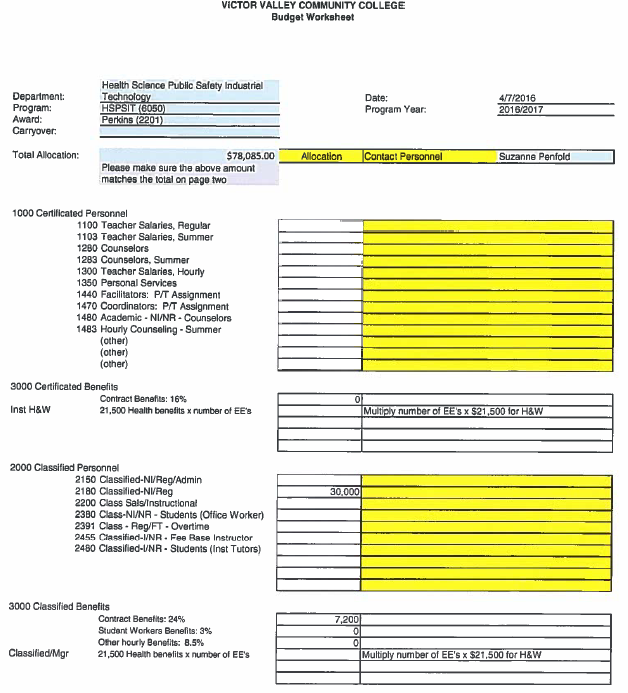 VICTOR VALLEY COMMUNITY COLLEGE
Budget Worksheet
Health Science Public Safety Industrial
Department: Technology Date: 4/7/2016
Program: HSPSIT (6050) Program Year: 2016/2017
Award: Perkins (2201)
Carryover:
Total Allocation: $78,085.00 Allocation Contact Personnel Suzanne Penfold
Please make sure the above amount
matches the total on page two
1000 Certificated Personnel
1100 Teacher Salaries, Regular
1103 Teacher Salaries, Summer
1280 Counselors
1283 Counselors, Summer
1300 Teacher Salaries, Hourly
1350 Personal Services
1440 Facilitators: P/T Assignment
1470 Coordinators: P/T Assignment
1480 Academic - NI/NR - Counselors
1483 Hourly Counseling - Summer
(other)
(other)
(other)
3000 Certificated Benefits
Contract Benefits: 16% 0
Inst H&W 21,500 Health benefits x number of EE's Multiply number of EE's x $21,500 for H&W
2000 Classified Personnel
2150 Classified-NI/Reg/Admin
2180 Classified-NI/Reg 30,000
2200 Class Sals/Instructional
2380 Class-NI/NR - Students (Office Worker)
2391 Class - Reg/FT - Overtime
2455 Classified-I/NR - Fee Base Instructor
2460 Classified-I/NR - Students (Inst Tutors)
3000 Classified Benefits
Contract Benefits: 24% 7,200
Student Workers Benefits: 3% 0
Other hourly Benefits: 8.5% 0
Classified/Mgr 21,500 Health benefits x number of EE's Multiply number of EE's x $21,500 for H&W